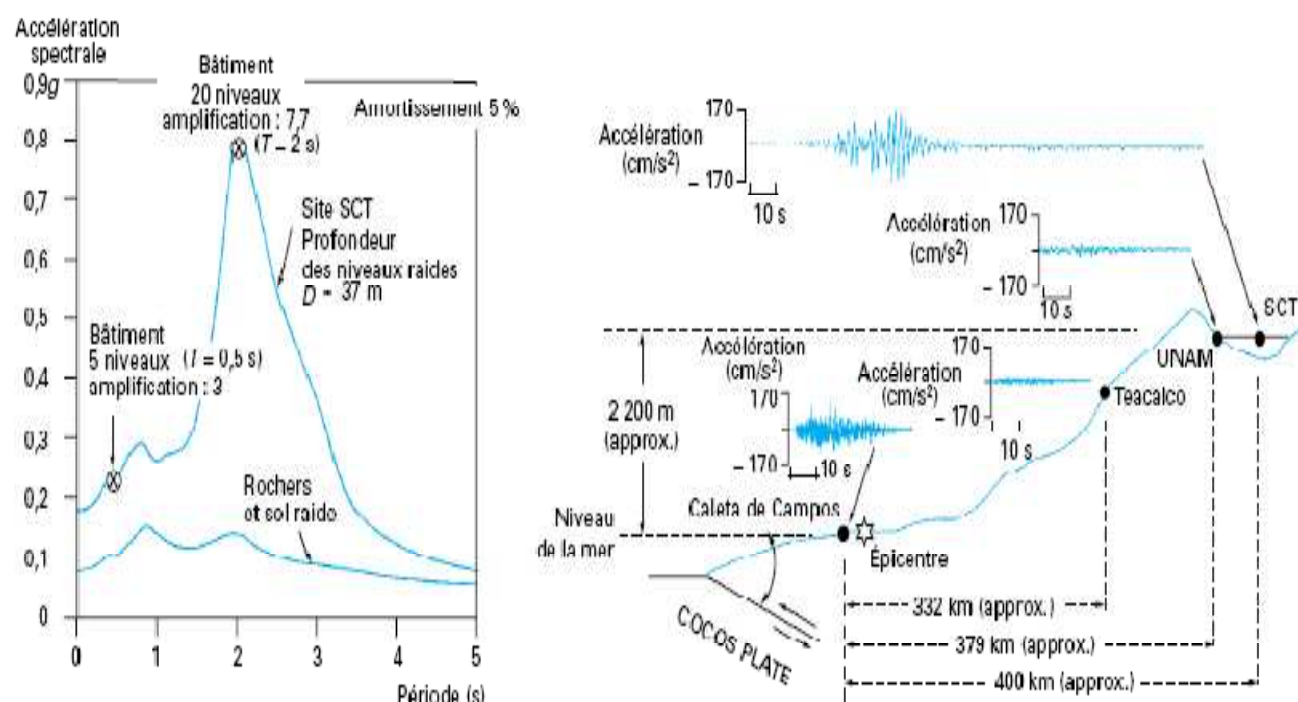 Accélération
spectrale
0,9g
0,8
0,7
0,6
0,5
0,4
0,3
0,2
0,1
0
0
1
2
3
4
5
Période (s)
Bâtiment
20 niveaux
amplification : 7,7
(T = 2 s)
Amortissement 5 %
Site SCT
Profondeur
des niveaux raides
D = 37 m
Bâtiment
5 niveaux (T = 0,5 s)
amplification : 3
Rochers
et sol raide
Accélération
(cm/s²)
170
– 170
10 s
Accélération
(cm/s²)
170
– 170
10 s
SCT
UNAM
Accélération
(cm/s²)
170
– 170
10 s
Accélération
(cm/s²)
170
– 170
10 s
Teacalco
2 200 m
(approx.)
Caleta de Campos
Niveau
de la mer
Épicentre
COCOS PLATE
332 km (approx.)
379 km (approx.)
400 km (approx.)